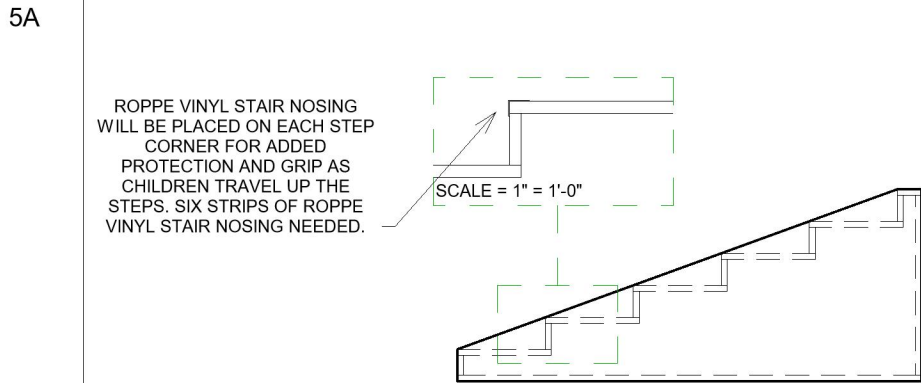 5A
ROPPE VINYL STAIR NOSING
WILL BE PLACED ON EACH STEP
CORNER FOR ADDED
PROTECTION AND GRIP AS
CHILDREN TRAVEL UP THE
STEPS. SIX STRIPS OF ROPPE
VINYL STAIR NOSING NEEDED.
SCALE = 1" = 1'-0"